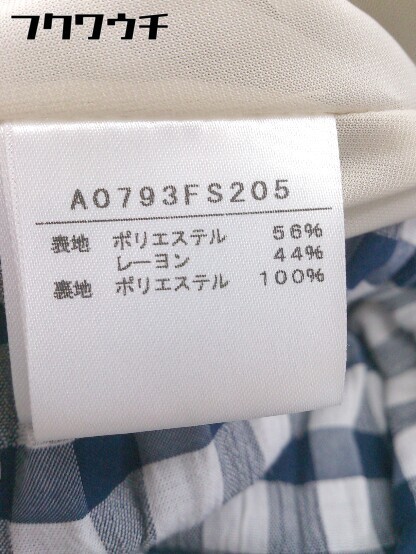 フクワウチ
A0793FS205
表地 ポリエステル 56%
レーヨン 44%
裏地 ポリエステル 100%